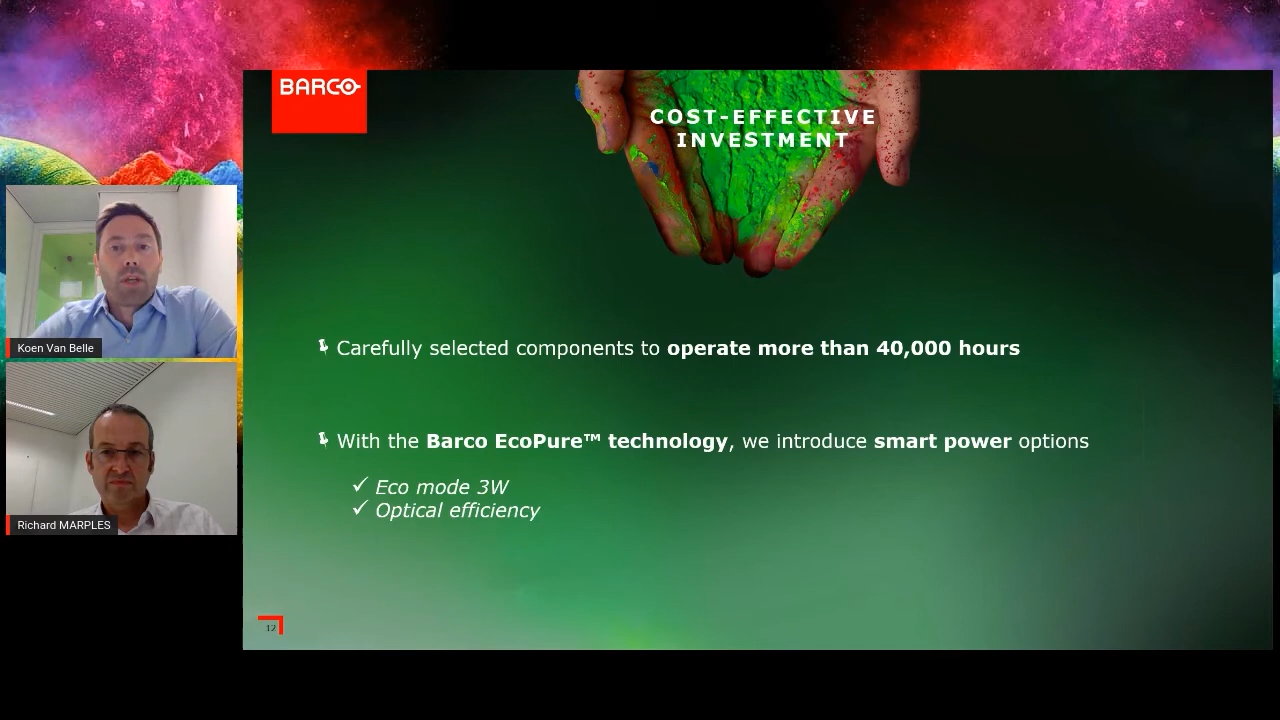 BARCO
COST-EFFECTIVE
INVESTMENT
Carefully selected components to operate more than 40,000 hours
With the Barco EcoPure™ technology, we introduce smart power options
✓ Eco mode 3W
✓ Optical efficiency
12
Koen Van Belle
Richard MARPLES